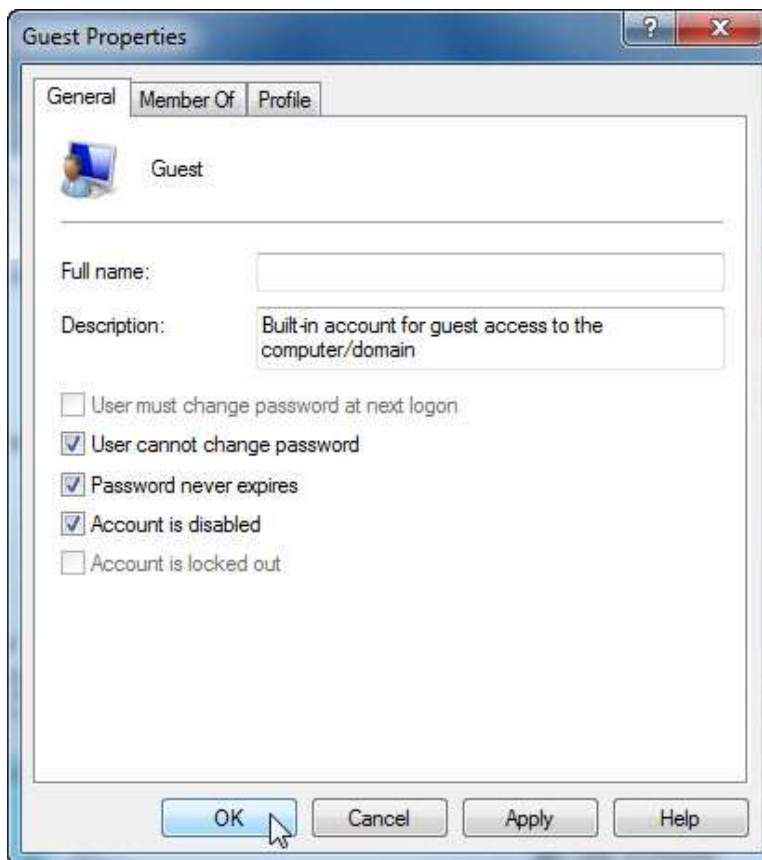 Guest Properties
?
X
General Member Of Profile
Guest
Full name:
Description: Built-in account for guest access to the
computer/domain
User must change password at next logon
User cannot change password
Password never expires
Account is disabled
Account is locked out
OK Cancel Apply Help